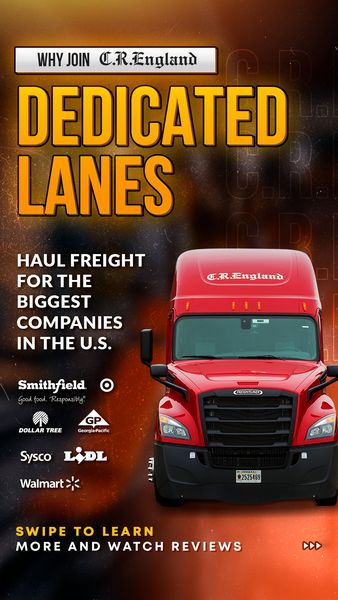 WHY JOIN C.R.England
DEDICATED
LANES
HAUL FREIGHT
FOR THE
BIGGEST
COMPANIES
IN THE U.S.
C.R.England
Smithfield
Good food. Responsibly.
DOLLAR TREE
GP
Georgia-Pacific
Sysco LIDL
Walmart
FREIGHTLINER
SWIPE TO LEARN
MORE AND WATCH REVIEWS